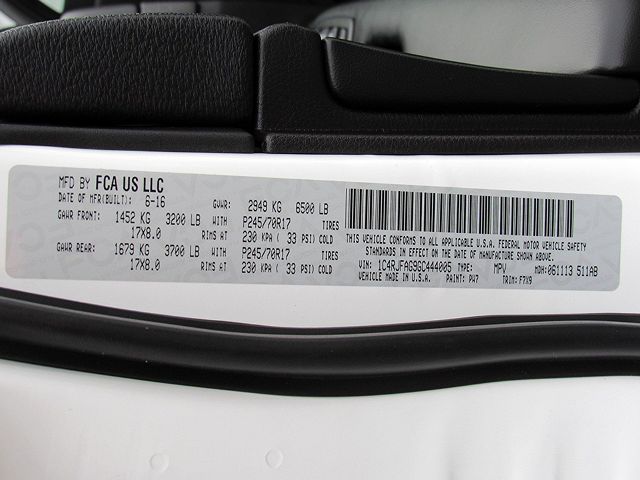 MFD BY FCA US LLC
DATE OF MFR(BUILT): 6-16 GVWR: 2949 KG 6500 LB
GAWR FRONT: 1452 KG 3200 LB WITH P245/70R17 TIRES
17X8.0 RIMS AT 230 KPA ( 33 PSI) COLD
GAWR REAR: 1679 KG 3700 LB WITH P245/70R17 TIRES
17X8.0 RIMS AT 230 KPA ( 33 PSI) COLD
THIS VEHICLE CONFORMS TO ALL APPLICABLE U.S.A. FEDERAL MOTOR VEHICLE SAFETY
STANDARDS IN EFFECT ON THE DATE OF MANUFACTURE SHOWN ABOVE.
VIN: 1C4RJFAG9GC444005 TYPE: MPV MDH: 061113 511AB
VEHICLE MADE IN U.S.A. PAINT: PW7 TRIM: F7X9